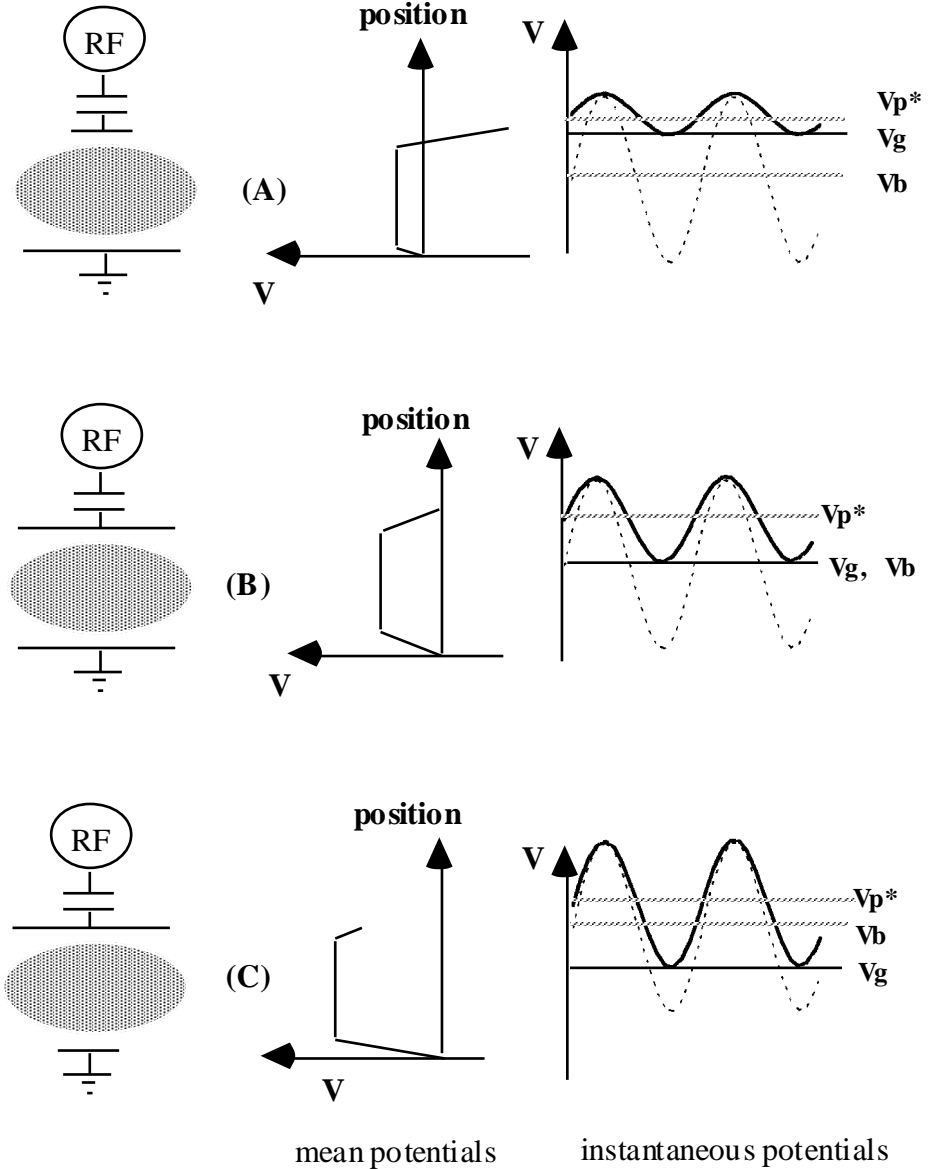 RF
position
V
Vp*
Vg
Vb
(A)
V
RF
position
V
Vp*
Vg, Vb
(B)
V
RF
position
V
Vp*
Vb
Vg
(C)
V
mean potentials
instantaneous potentials